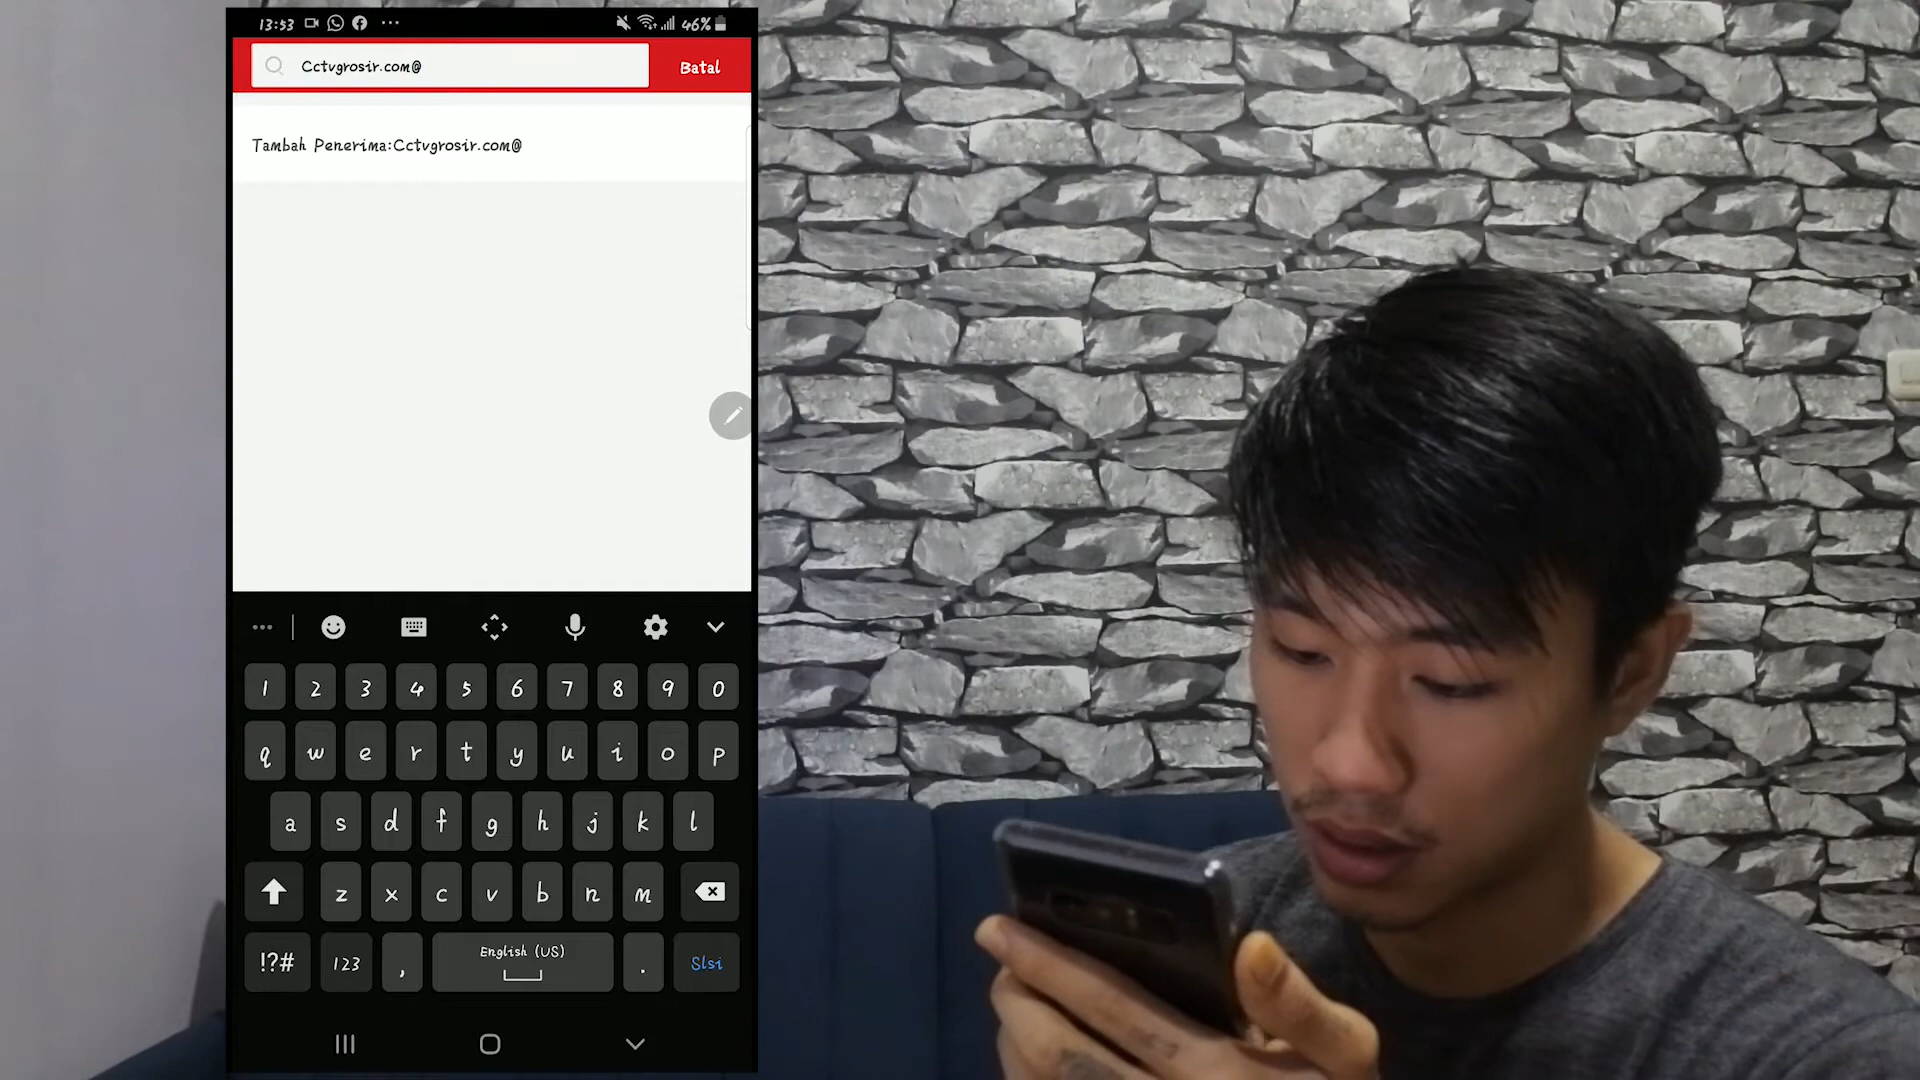 13:53 46%
Cctvgrosir.com@ Batal
Tambah Penerima:Cctvgrosir.com@
1 2 3 4 5 6 7 8 9 0
q w e r t y u i o p
a s d f g h j k l
z x c v b n m
!?# 123 , English (US) . Slsi